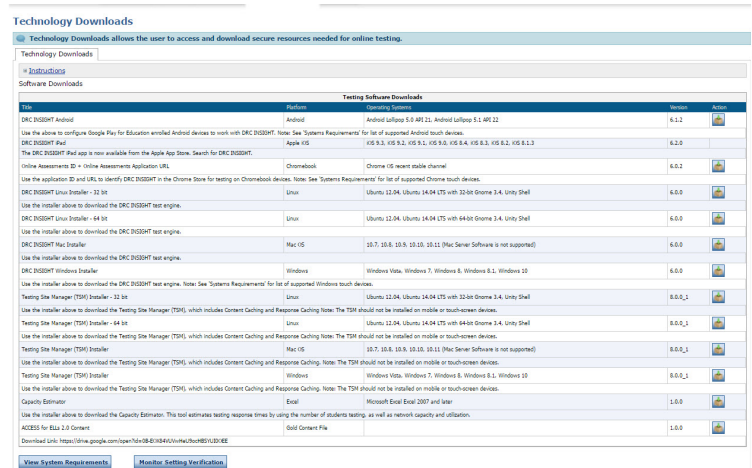 Technology Downloads
Technology Downloads allows the user to access and download secure resources needed for online testing.
Technology Downloads
Instructions
Software Downloads
Testing Software Downloads
Title Platform Operating Systems Version Action
DRC INSIGHT Android Android Android Lollipop 5.0 API 21, Android Lollipop 5.1 API 22 6.1.2
Use the above to configure Google Play for Education enrolled Android devices to work with DRC INSIGHT. Note: See 'Systems Requirements' for list of supported Android touch devices.
DRC INSIGHT iPad Apple iOS iOS 9.3, iOS 9.2, iOS 9.1, iOS 9.0, iOS 8.4, iOS 8.3, iOS 8.2, iOS 8.1.3 6.2.0
The DRC INSIGHT iPad app is now available from the Apple App Store. Search for DRC INSIGHT.
Online Assessments ID + Online Assessments Application URL Chromebook Chrome OS recent stable channel 6.0.2
Use the application ID and URL to identify DRC INSIGHT in the Chrome Store for testing on Chromebook devices. Note: See 'Systems Requirements' for list of supported Chrome touch devices.
DRC INSIGHT Linux Installer - 32 bit Linux Ubuntu 12.04, Ubuntu 14.04 LTS with 32-bit Gnome 3.4, Unity Shell 6.0.0
Use the installer above to download the DRC INSIGHT test engine.
DRC INSIGHT Linux Installer - 64 bit Linux Ubuntu 12.04, Ubuntu 14.04 LTS with 64-bit Gnome 3.4, Unity Shell 6.0.0
Use the installer above to download the DRC INSIGHT test engine.
DRC INSIGHT Mac Installer Mac OS 10.7, 10.8, 10.9, 10.10, 10.11 (Mac Server Software is not supported) 6.0.0
Use the installer above to download the DRC INSIGHT test engine.
DRC INSIGHT Windows Installer Windows Windows Vista, Windows 7, Windows 8, Windows 8.1, Windows 10 6.0.0
Use the installer above to download the DRC INSIGHT test engine. Note: See 'Systems Requirements' for list of supported Windows touch devices.
Testing Site Manager (TSM) Installer - 32 bit Linux Ubuntu 12.04, Ubuntu 14.04 LTS with 32-bit Gnome 3.4, Unity Shell 8.0.0_1
Use the installer above to download the Testing Site Manager (TSM), which includes Content Caching and Response Caching Note: The TSM should not be installed on mobile or touch-screen devices.
Testing Site Manager (TSM) Installer - 64 bit Linux Ubuntu 12.04, Ubuntu 14.04 LTS with 64-bit Gnome 3.4, Unity Shell 8.0.0_1
Use the installer above to download the Testing Site Manager (TSM), which includes Content Caching and Response Caching. Note: The TSM should not be installed on mobile or touch-screen devices.
Testing Site Manager (TSM) Installer Mac OS 10.7, 10.8, 10.9, 10.10, 10.11 (Mac Server Software is not supported) 8.0.0_1
Use the installer above to download the Testing Site Manager (TSM), which includes Content Caching and Response Caching. Note: The TSM should not be installed on mobile or touch-screen devices.
Testing Site Manager (TSM) Installer Windows Windows Vista, Windows 7, Windows 8, Windows 8.1, Windows 10 8.0.0_1
Use the installer above to download the Testing Site Manager (TSM), which includes Content Caching and Response Caching. Note: The TSM should not be installed on mobile or touch-screen devices.
Capacity Estimator Excel Microsoft Excel Excel 2007 and later 1.0.0
Use the installer above to download the Capacity Estimator. This tool estimates testing response times by using the number of students testing, as well as network capacity and utilization.
ACCESS for ELLs 2.0 Content Gold Content File 1.0.0
Download Link:
View System Requirements Monitor Setting Verification